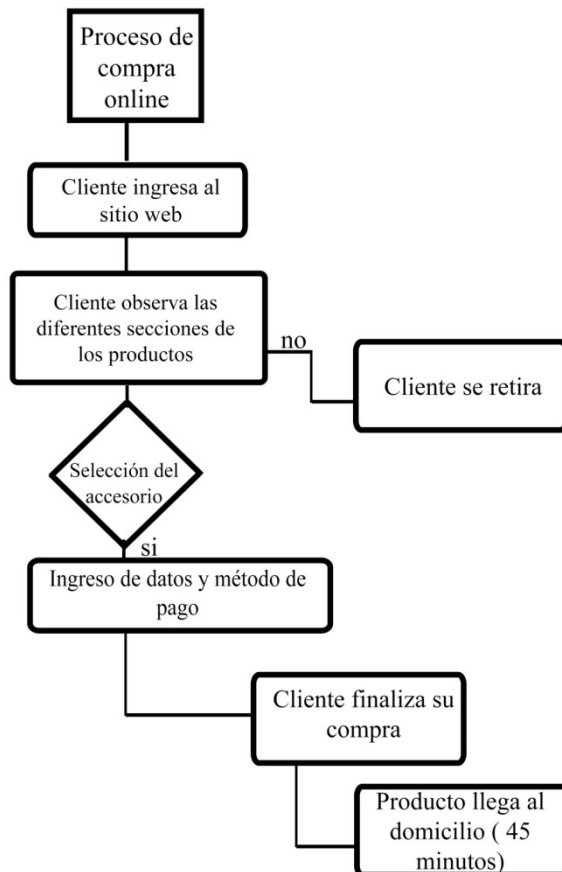 Proceso de
compra
online
Cliente ingresa al
sitio web
Cliente observa las
diferentes secciones de
los productos
no
Cliente se retira
Selección del
accesorio
si
Ingreso de datos y método de
pago
Cliente finaliza su
compra
Producto llega al
domicilio ( 45
minutos)